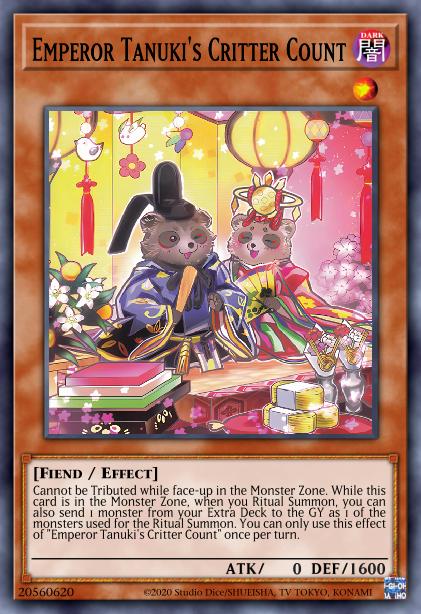 EMPEROR TANUKI'S CRITTER COUNT
DARK
闇
[FIEND / EFFECT]
Cannot be Tributed while face-up in the Monster Zone. While this
card is in the Monster Zone, when you Ritual Summon, you can
also send 1 monster from your Extra Deck to the GY as 1 of the
monsters used for the Ritual Summon. You can only use this effect
of "Emperor Tanuki's Critter Count" once per turn.
ATK/ 0 DEF/1600
20560620
©2020 Studio Dice/SHUEISHA, TV TOKYO, KONAMI